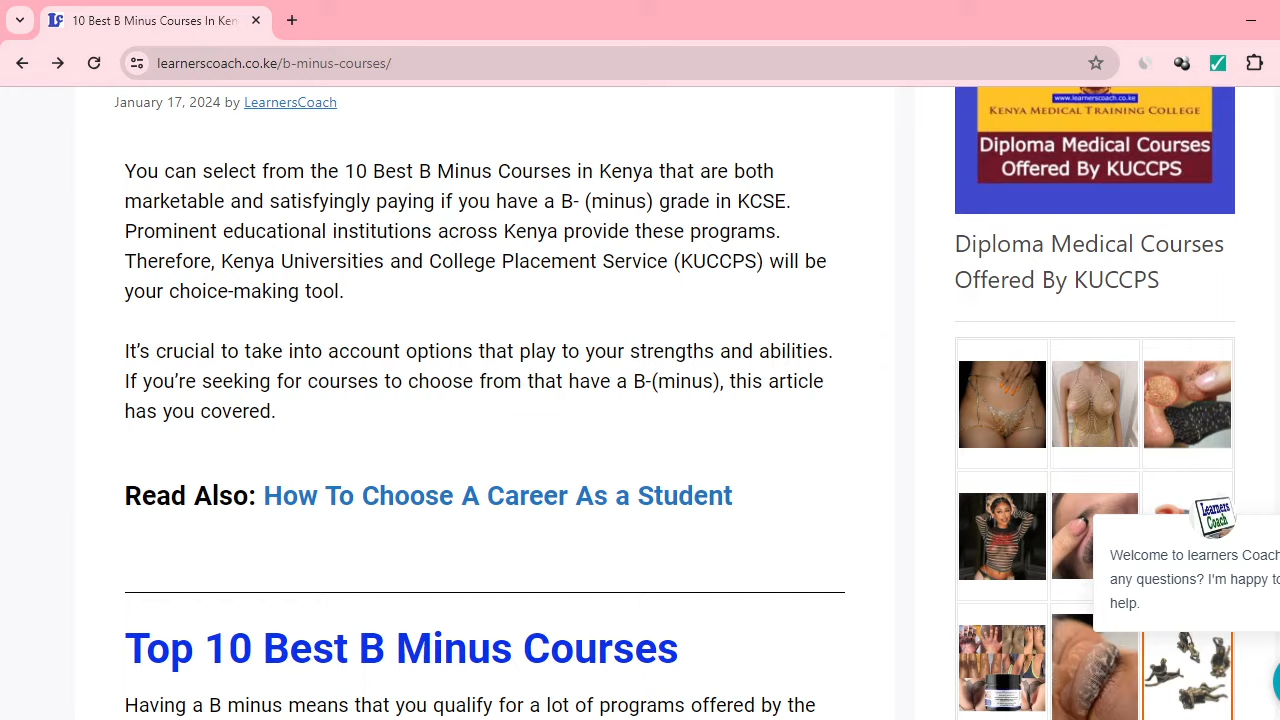 10 Best B Minus Courses In Ken
learnerscoach.co.ke/b-minus-courses/
January 17, 2024 by LearnersCoach
You can select from the 10 Best B Minus Courses in Kenya that are both
marketable and satisfyingly paying if you have a B- (minus) grade in KCSE.
Prominent educational institutions across Kenya provide these programs.
Therefore, Kenya Universities and College Placement Service (KUCCPS) will be
your choice-making tool.
It’s crucial to take into account options that play to your strengths and abilities.
If you’re seeking for courses to choose from that have a B-(minus), this article
has you covered.
Read Also: How To Choose A Career As a Student
Top 10 Best B Minus Courses
Having a B minus means that you qualify for a lot of programs offered by the
www.learnerscoach.co.ke
KENYA MEDICAL TRAINING COLLEGE
Diploma Medical Courses
Offered By KUCCPS
Diploma Medical Courses
Offered By KUCCPS
Learners
Coach
Welcome to learners Coach
any questions? I'm happy to
help.